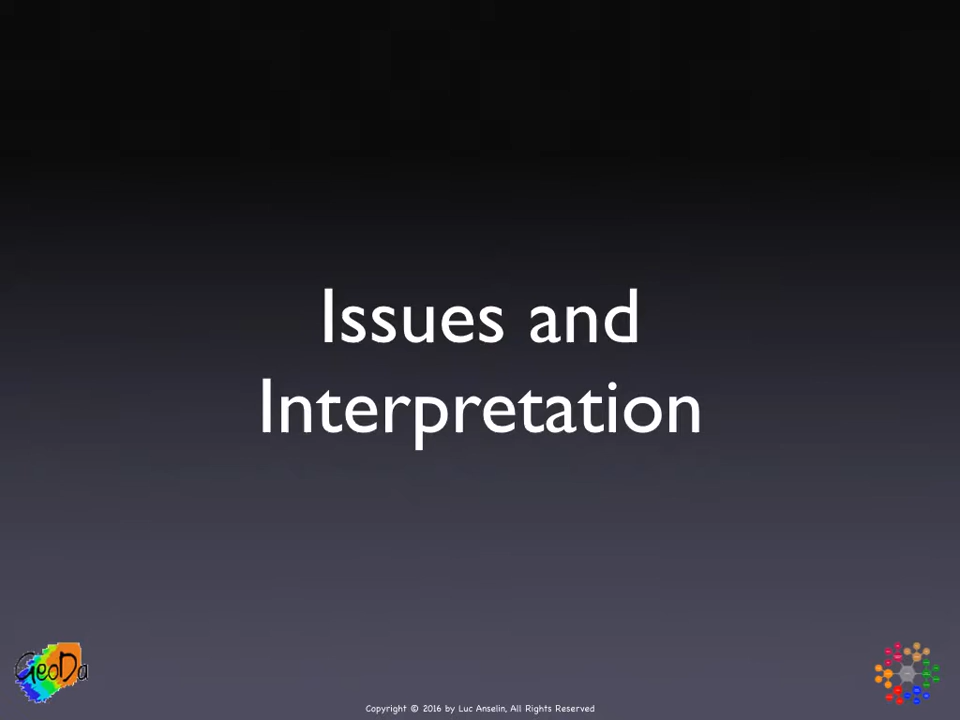 Issues and
Interpretation
GeoDa
Copyright © 2016 by Luc Anselin, All Rights Reserved